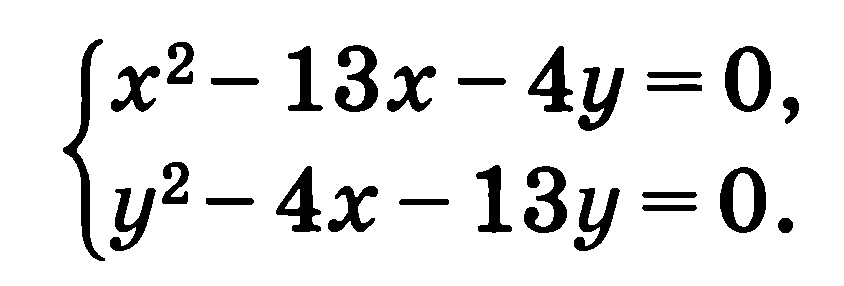 x² − 13x − 4y = 0,
y² − 4x − 13y = 0.